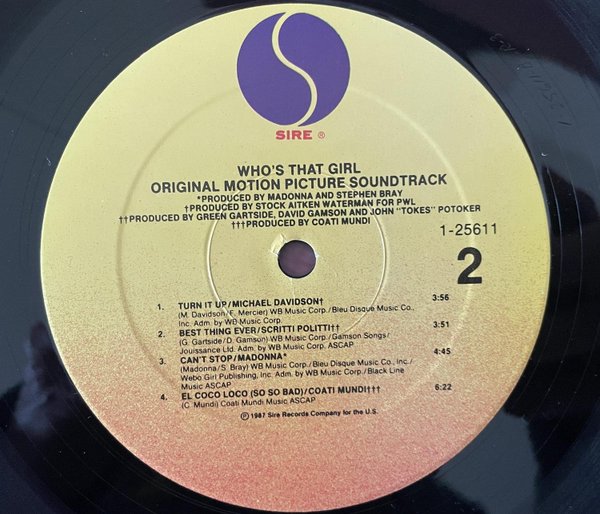 SIRE ®
WHO'S THAT GIRL
ORIGINAL MOTION PICTURE SOUNDTRACK
*PRODUCED BY MADONNA AND STEPHEN BRAY
†PRODUCED BY STOCK AITKEN WATERMAN FOR PWL
††PRODUCED BY GREEN GARTSIDE, DAVID GAMSON AND JOHN "TOKES" POTOKER
†††PRODUCED BY COATI MUNDI
1-25611
2
1. TURN IT UP/MICHAEL DAVIDSON† 3:56
(M. Davidson/F. Mercier) WB Music Corp./Bleu Disque Music Co.,
Inc. Adm. by WB Music Corp.
2. BEST THING EVER/SCRITTI POLITTI†† 3:51
(G. Gartside/D. Gamson) WB Music Corp./Gamson Songs/
Jouissance Ltd. Adm. by WB Music Corp. ASCAP
3. CAN'T STOP/MADONNA* 4:45
(Madonna/S. Bray) WB Music Corp./Bleu Disque Music Co., Inc./
Webo Girl Publishing, Inc. Adm. by WB Music Corp./Black Line
Music ASCAP
4. EL COCO LOCO (SO SO BAD)/COATI MUNDI††† 6:22
(C. Mundi) Coati Mundi Music ASCAP
℗1987 Sire Records Company for the U.S.